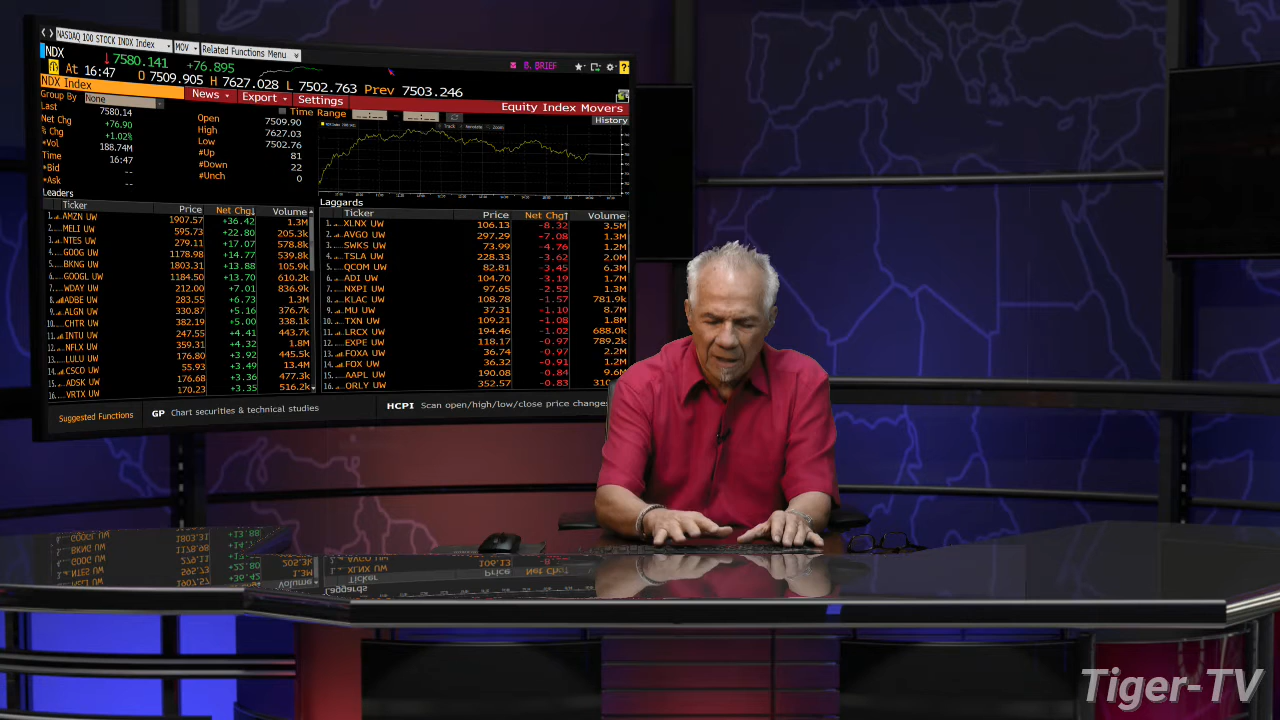 NASDAQ 100 STOCK INDX Index MOV Related Functions Menu
NDX ↓7580.141 +76.895 B. BRIEF
At 16:47 O 7509.905 H 7627.028 L 7502.763 Prev 7503.246
NDX Index News Export Settings Equity Index Movers
Group By None Time Range History
Last 7580.14 Open 7509.90
Net Chg +76.90 High 7627.03
% Chg +1.02% Low 7502.76
*Vol 188.74M #Up 81
Time 16:47 #Down 22
*Bid -- #Unch 0
*Ask --
Leaders
Ticker Price Net Chg↓ Volume
1. AMZN UW 1907.57 +36.42 1.3M
2. MELI UW 595.73 +22.80 205.3k
3. NTES UW 279.11 +17.07 578.8k
4. GOOG UW 1178.98 +14.77 539.8k
5. BKNG UW 1803.31 +13.88 105.9k
6. GOOGL UW 1184.50 +13.70 610.2k
7. WDAY UW 212.00 +7.01 836.9k
8. ADBE UW 283.55 +6.73 1.3M
9. ALGN UW 330.87 +5.16 376.7k
10. CHTR UW 382.19 +5.00 338.1k
11. INTU UW 247.55 +4.41 443.7k
12. NFLX UW 359.31 +4.32 1.8M
13. LULU UW 176.80 +3.92 445.5k
14. CSCO UW 55.93 +3.49 13.4M
15. ADSK UW 176.68 +3.36 477.3k
16. VRTX UW 170.23 +3.35 516.2k
Laggards
Ticker Price Net Chg↑ Volume
1. XLNX UW 106.13 -8.32 3.5M
2. AVGO UW 297.29 -7.08 1.3M
3. SWKS UW 73.99 -4.76 1.2M
4. TSLA UW 228.33 -3.62 2.0M
5. QCOM UW 82.81 -3.45 6.3M
6. ADI UW 104.70 -3.19 1.7M
7. NXPI UW 97.65 -2.52 1.3M
8. KLAC UW 108.78 -1.57 781.9k
9. MU UW 37.31 -1.10 8.7M
10. TXN UW 109.21 -1.08 1.8M
11. LRCX UW 194.46 -1.02 688.0k
12. EXPE UW 118.17 -0.97 789.2k
13. FOXA UW 36.74 -0.97 2.2M
14. FOX UW 36.32 -0.91 1.2M
15. AAPL UW 190.08 -0.84 9.6M
16. ORLY UW 352.57 -0.83 310
Suggested Functions GP Chart securities & technical studies HCPI Scan open/high/low/close price changes
Tiger-TV